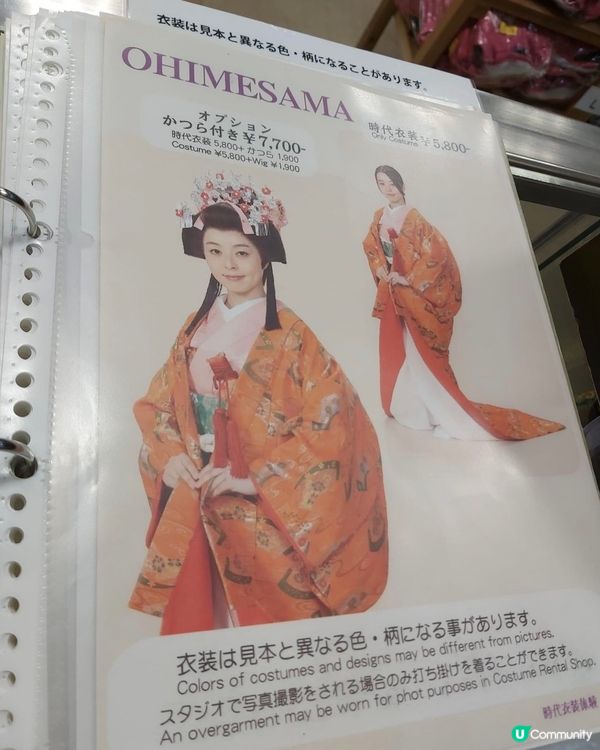 衣装は見本と異なる色・柄になることがあります。
OHIMESAMA
オプション
かつら付き ¥7,700-
時代衣装 5,800+ かつら 1,900
Costume ¥5,800+Wig ¥1,900
時代衣装 ¥5,800-
Only Costume
衣装は見本と異なる色・柄になる事があります。
Colors of costumes and designs may be different from pictures.
スタジオで写真撮影をされる場合のみ打ち掛けを着ることができます。
An overgarment may be worn for phot purposes in Costume Rental Shop.
時代衣装体験
U Community